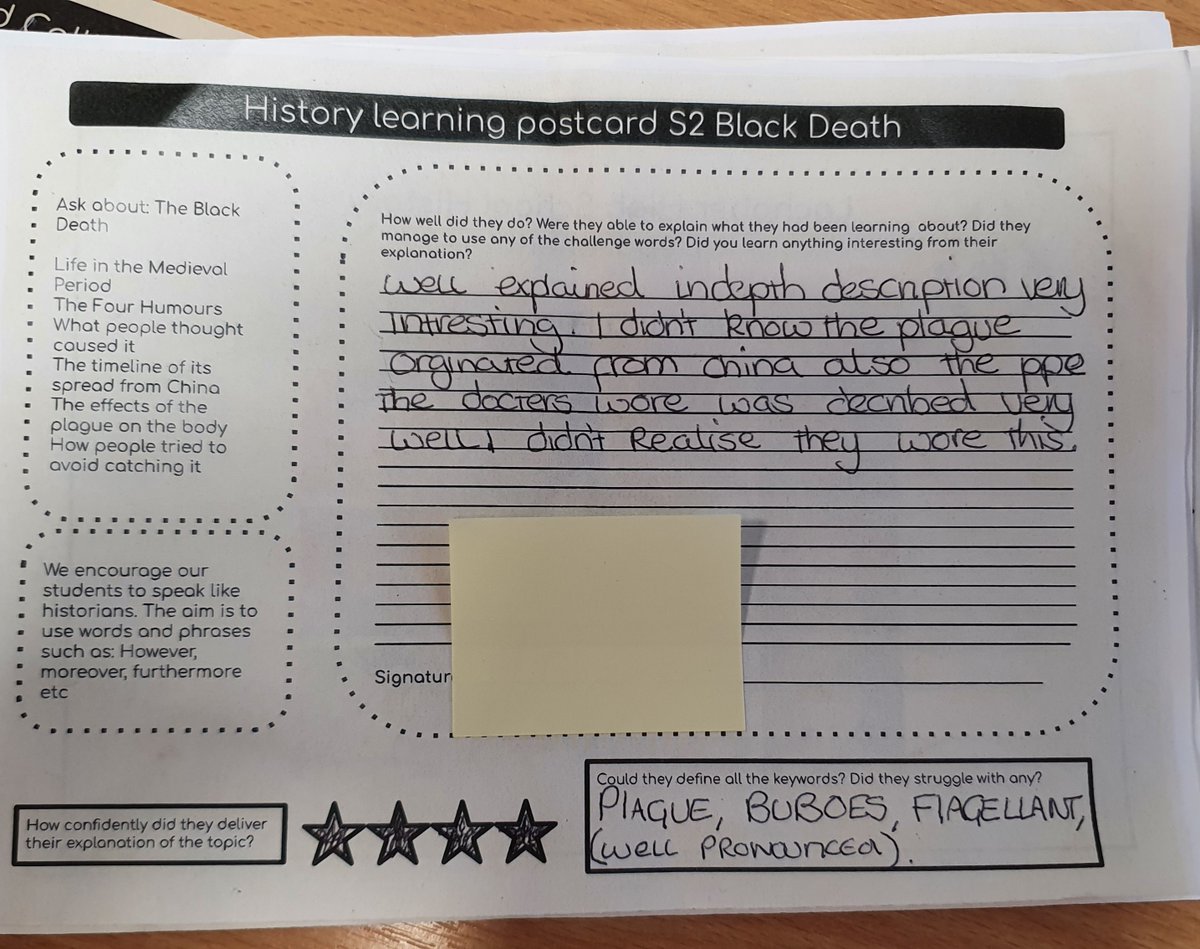 History learning postcard S2 Black Death
Ask about: The Black
Death
Life in the Medieval
Period
The Four Humours
What people thought
caused it
The timeline of its
spread from China
The effects of the
plague on the body
How people tried to
avoid catching it
We encourage our
students to speak like
historians. The aim is to
use words and phrases
such as: However,
moreover, furthermore
etc
How well did they do? Were they able to explain what they had been learning about? Did they
manage to use any of the challenge words? Did you learn anything interesting from their
explanation?
well explained indepth description very
intresting. I didn't know the plague
orginated from china also the ppe
the docters wore was decribed very
well, I didn't Realise they wore this.
Signatur
How confidently did they deliver
their explanation of the topic?
Could they define all the keywords? Did they struggle with any?
PlAGUE, BUBOES, FlAGELLANT,
(well PRONOUNCED).